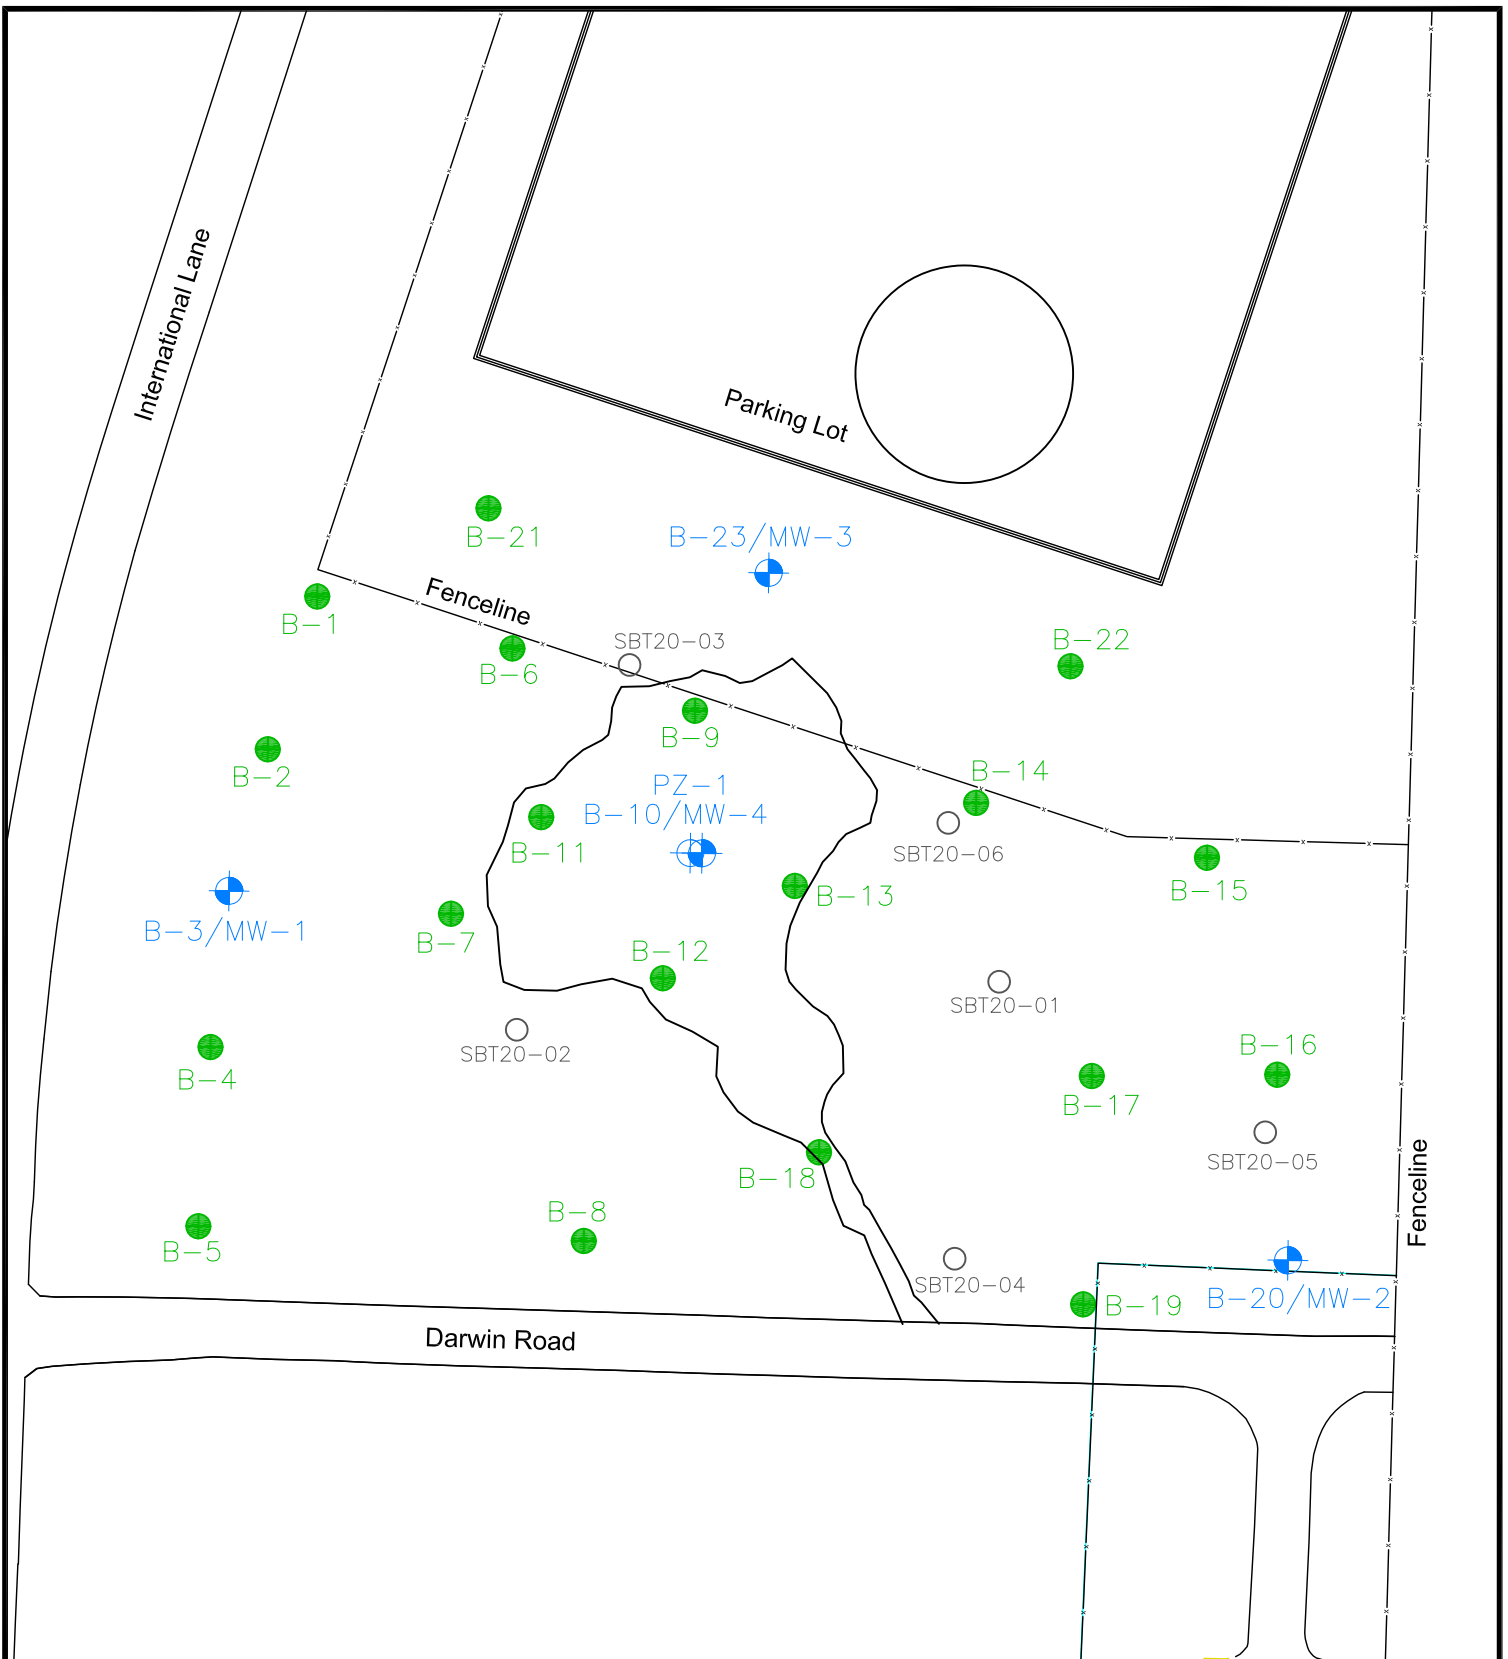 International Lane
Parking Lot
B-21
B-23/MW-3
Fenceline
B-1
SBT20-03
B-22
B-6
B-9
B-2
B-14
PZ-1
B-10/MW-4
B-11
SBT20-06
B-15
B-13
B-3/MW-1
B-7
B-12
SBT20-01
B-16
SBT20-02
B-4
B-17
SBT20-05
B-18
Fenceline
B-8
B-5
SBT20-04
B-20/MW-2
B-19
Darwin Road